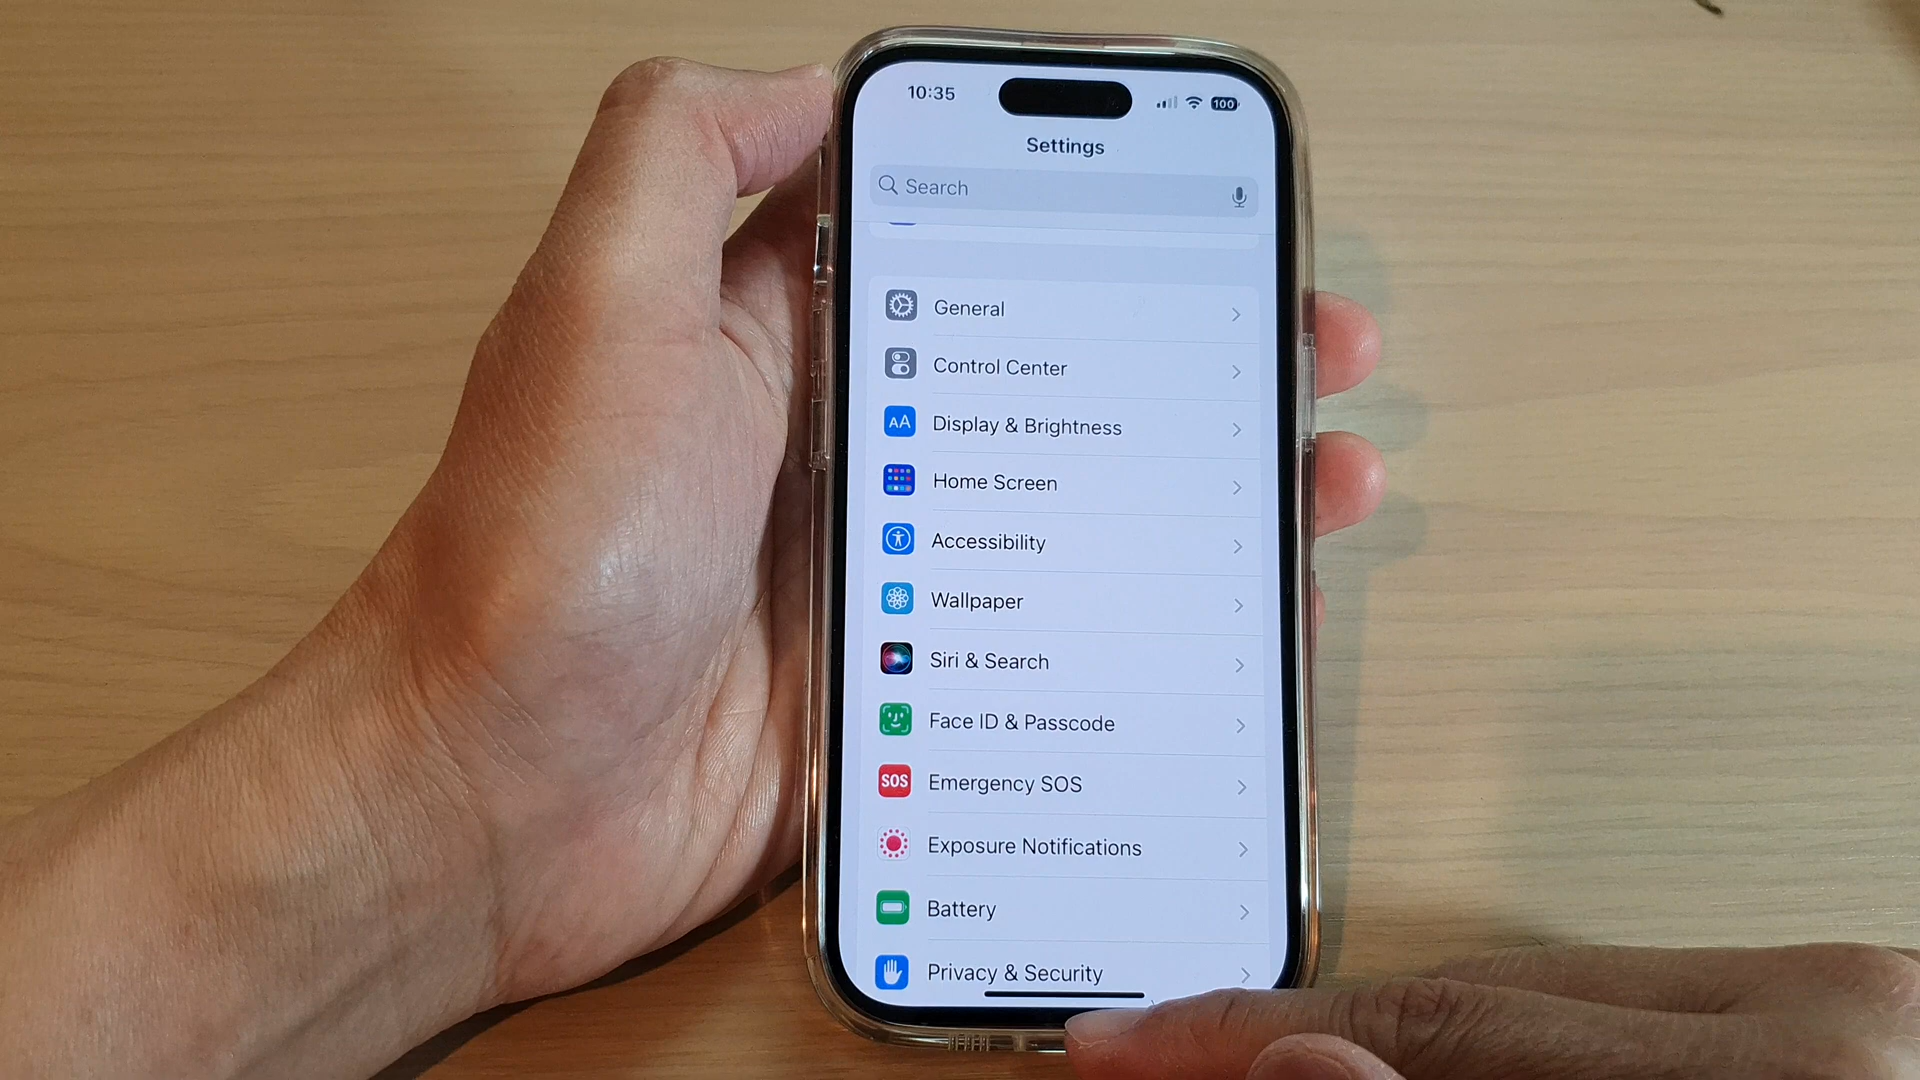 10:35
100
Settings
Search
General
Control Center
AA Display & Brightness
Home Screen
Accessibility
Wallpaper
Siri & Search
Face ID & Passcode
SOS Emergency SOS
Exposure Notifications
Battery
Privacy & Security